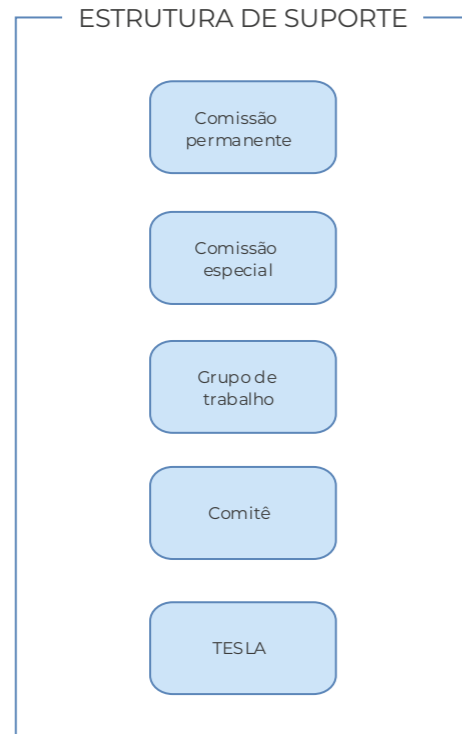 ESTRUTURA DE SUPORTE
Comissão
permanente
Comissão
especial
Grupo de
trabalho
Comitê
TESLA